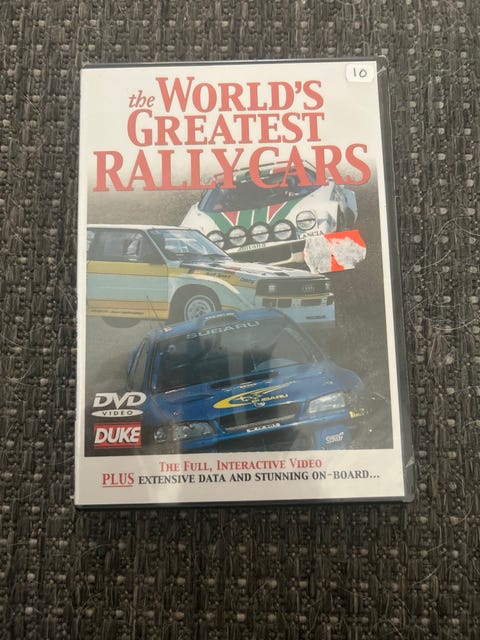 10
the WORLD'S
GREATEST
RALLY CARS
LANCIA
SUBARU
SUBARU
DVD
VIDEO
DUKE
THE FULL, INTERACTIVE VIDEO
PLUS EXTENSIVE DATA AND STUNNING ON-BOARD...